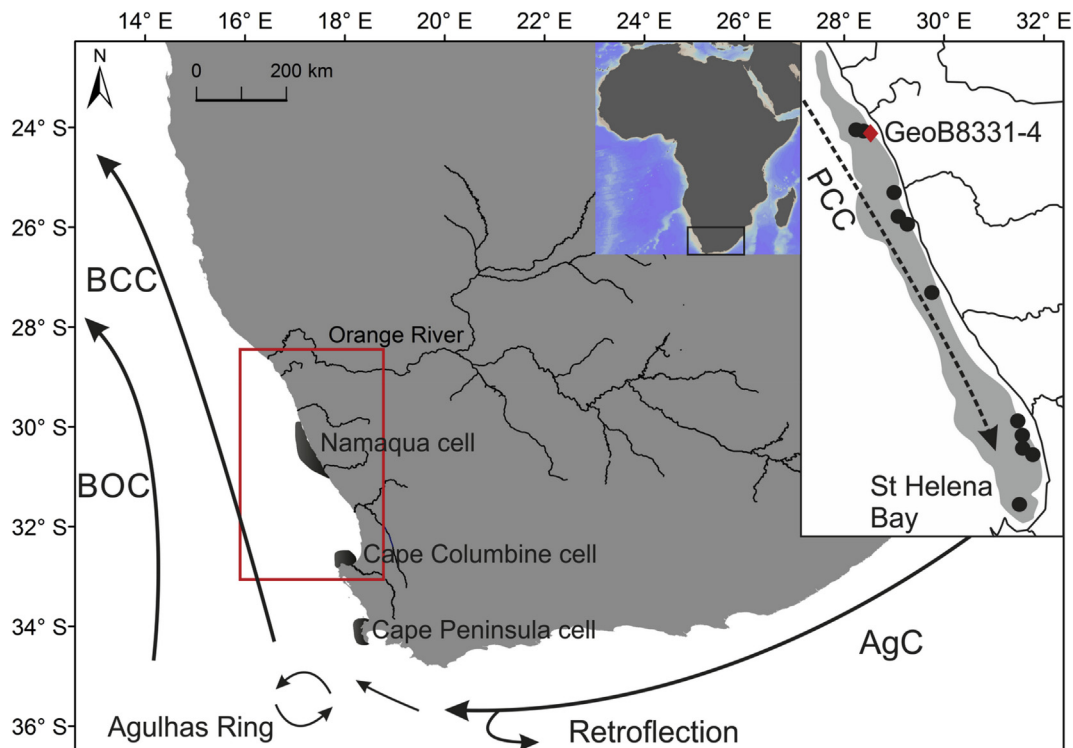 14° E 16° E 18° E 20° E 22° E 24° E 26° E 28° E 30° E 32° E
N
0 200 km
24° S
26° S
28° S
30° S
32° S
34° S
36° S
GeoB8331-4
PCC
St Helena
Bay
BCC
BOC
Orange River
Namaqua cell
Cape Columbine cell
Cape Peninsula cell
AgC
Agulhas Ring
Retroflection